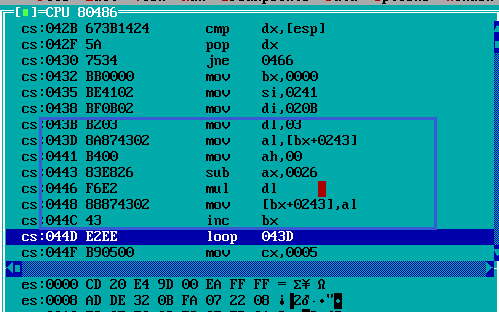 [■]=CPU 80486
cs:042B 673B1424 cmp dx,[esp]
cs:042F 5A pop dx
cs:0430 7534 jne 0466
cs:0432 BB0000 mov bx,0000
cs:0435 BE4102 mov si,0241
cs:0438 BF0B02 mov di,020B
cs:043B B203 mov dl,03
cs:043D 8A874302 mov al,[bx+0243]
cs:0441 B400 mov ah,00
cs:0443 83E826 sub ax,0026
cs:0446 F6E2 mul dl
cs:0448 88874302 mov [bx+0243],al
cs:044C 43 inc bx
cs:044D E2EE loop 043D
cs:044F B90500 mov cx,0005
es:0000 CD 20 E4 9D 00 EA FF FF = Σ¥ Ω
es:0008 AD DE 32 0B FA 07 22 08